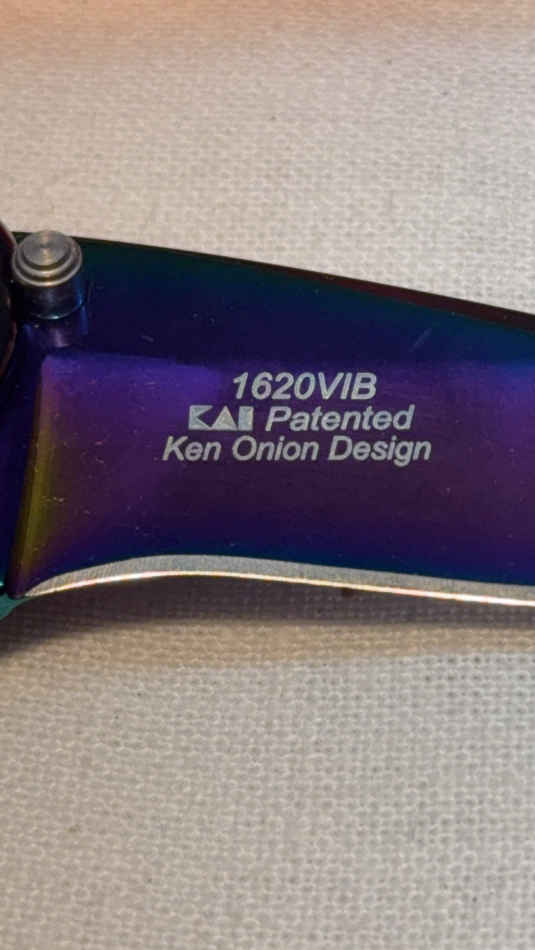 1620VIB
KAI Patented
Ken Onion Design